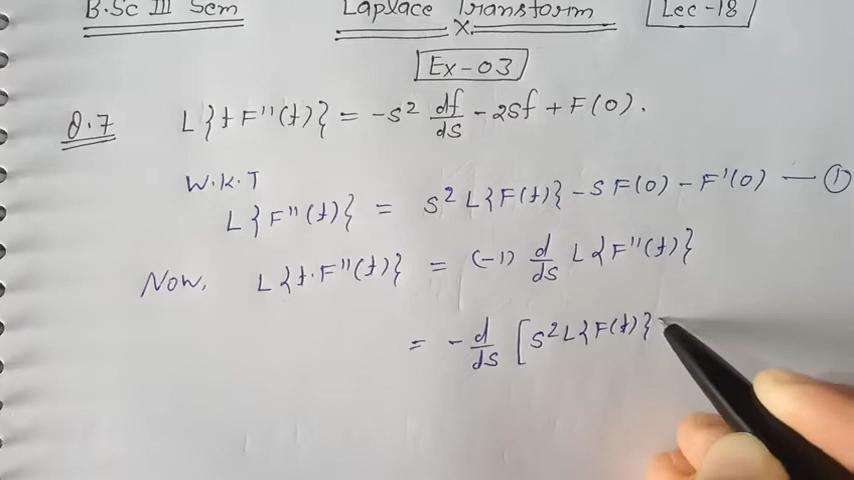 B.Sc III Sem Laplace Transform Lec-18
X
Ex-03
Q.7 L{t F''(t)} = -s² df/ds - 2sf + F(0).
W.K.T
L{F''(t)} = s² L{F(t)} - s F(0) - F'(0) — ①
Now, L{t.F''(t)} = (-1) d/ds L{F''(t)}
= - d/ds [s² L{F(t)}